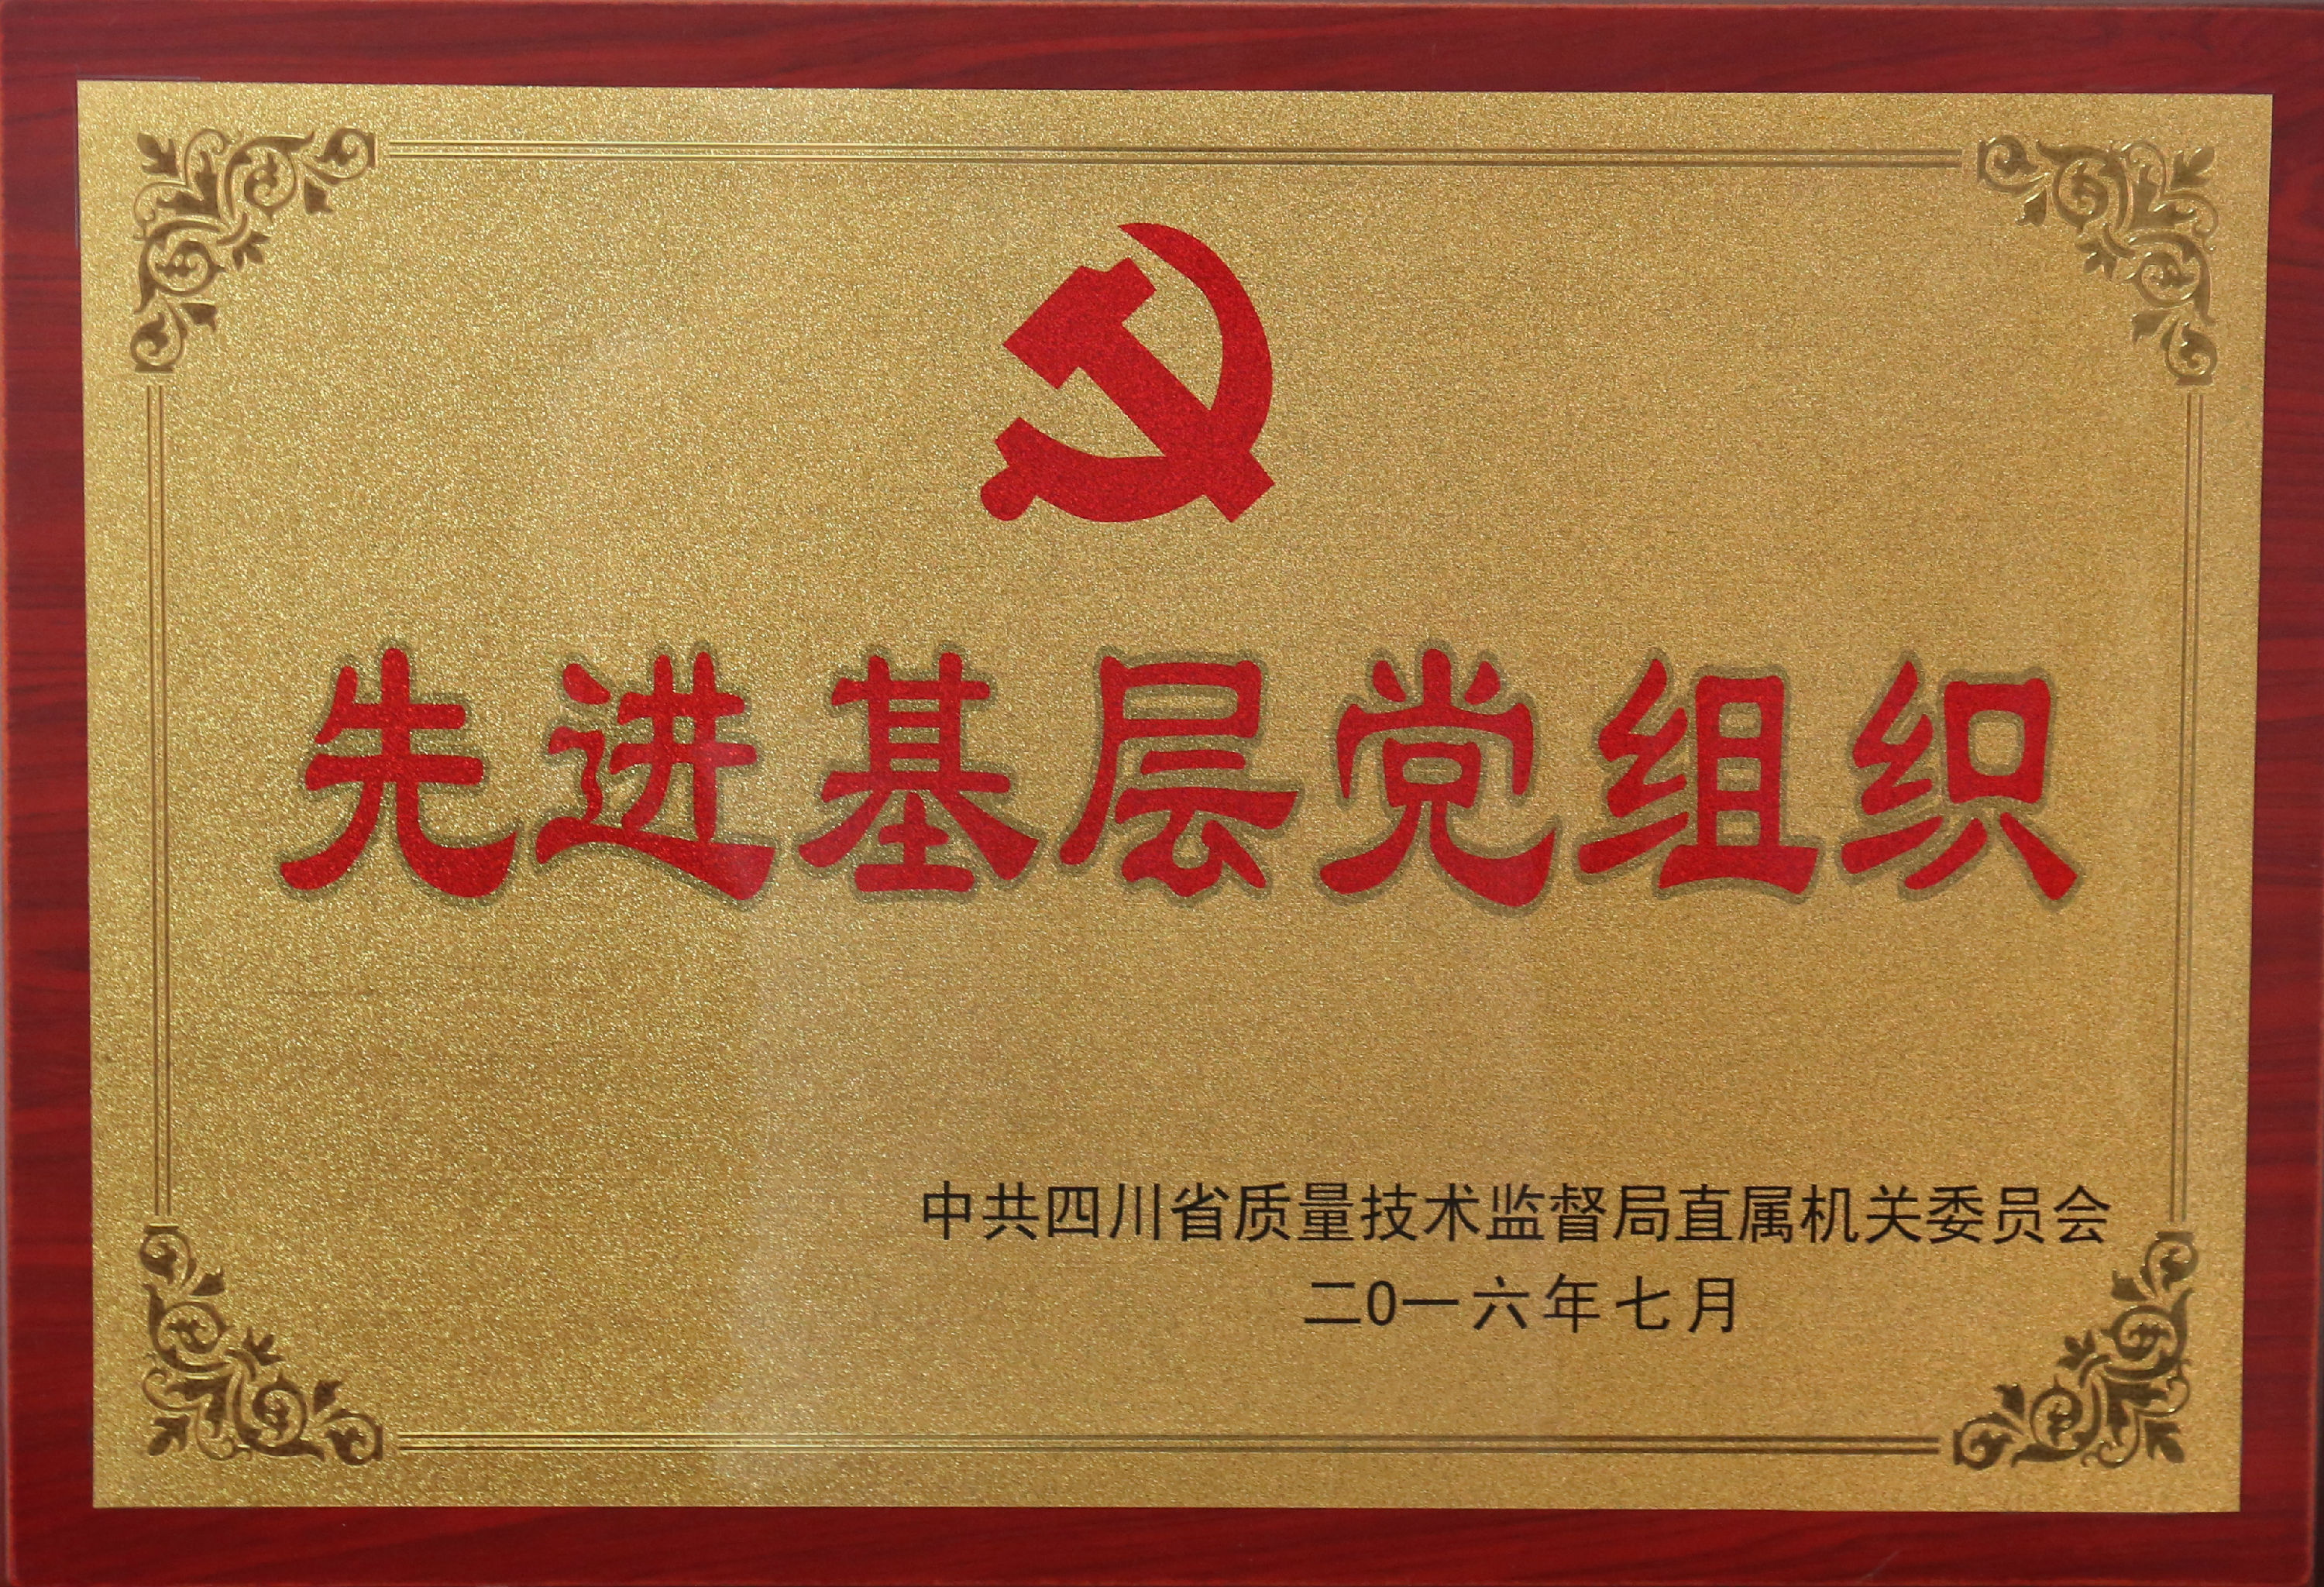 先进基层党组织
中共四川省质量技术监督局直属机关委员会
二0一六年七月